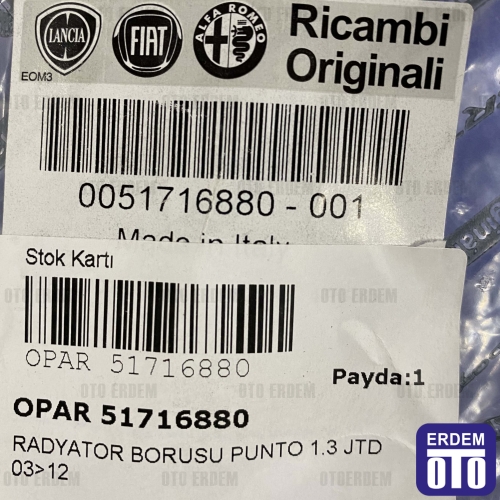 LANCIA
FIAT
ALFA ROMEO
Ricambi
Originali
EOM3
0051716880 - 001
Made in Italy
Stok Kartı
OPAR 51716880
Payda:1
OPAR 51716880
RADYATOR BORUSU PUNTO 1.3 JTD
03>12
ERDEM
OTO
OTO ERDEM